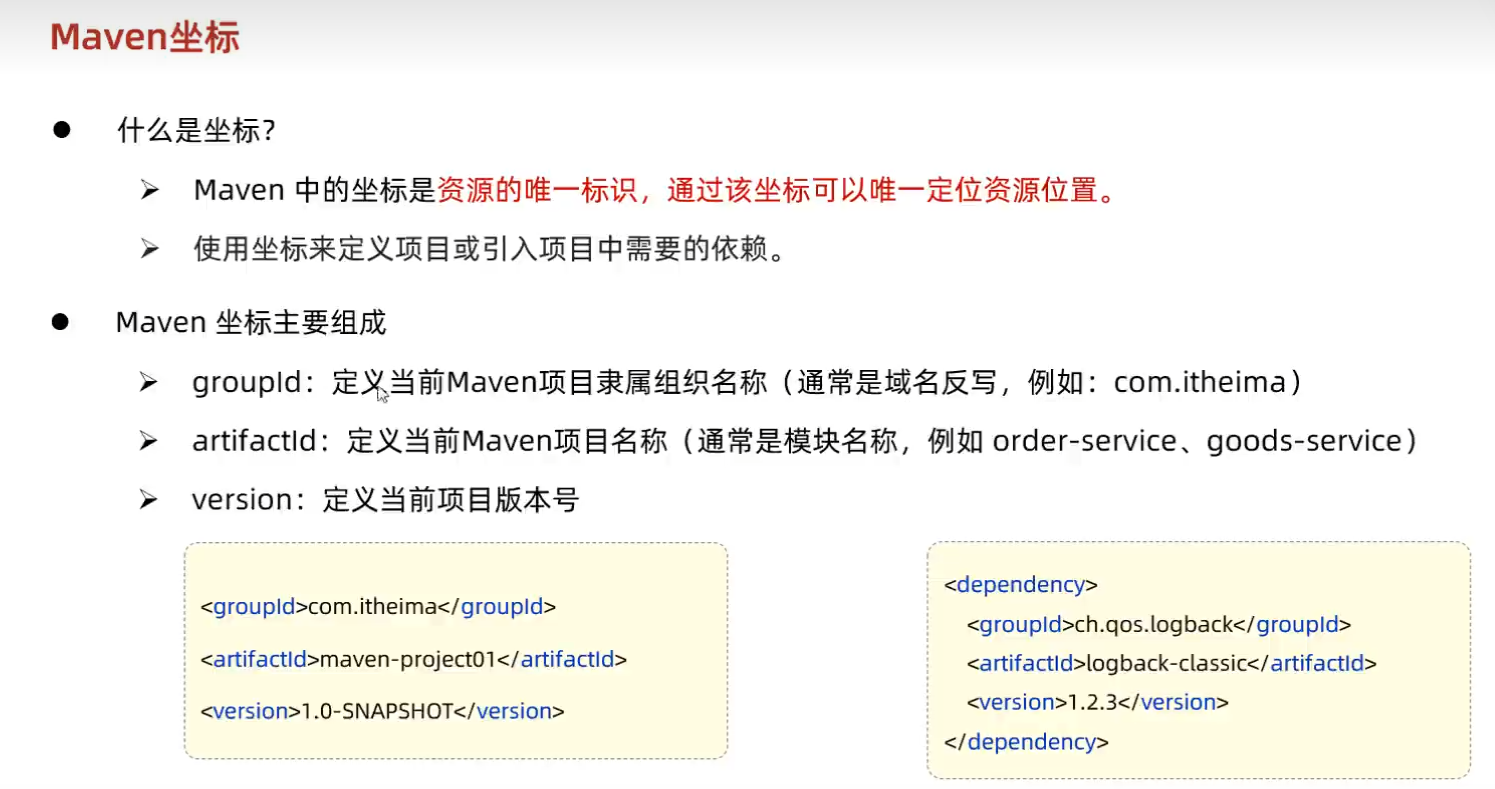 Maven坐标
什么是坐标?
Maven 中的坐标是资源的唯一标识，通过该坐标可以唯一定位资源位置。
使用坐标来定义项目或引入项目中需要的依赖。
Maven 坐标主要组成
groupId：定义当前Maven项目隶属组织名称（通常是域名反写，例如：com.itheima）
artifactId：定义当前Maven项目名称（通常是模块名称，例如 order-service、goods-service）
version：定义当前项目版本号
<groupId>com.itheima</groupId>
<artifactId>maven-project01</artifactId>
<version>1.0-SNAPSHOT</version>
<dependency>
<groupId>ch.qos.logback</groupId>
<artifactId>logback-classic</artifactId>
<version>1.2.3</version>
</dependency>